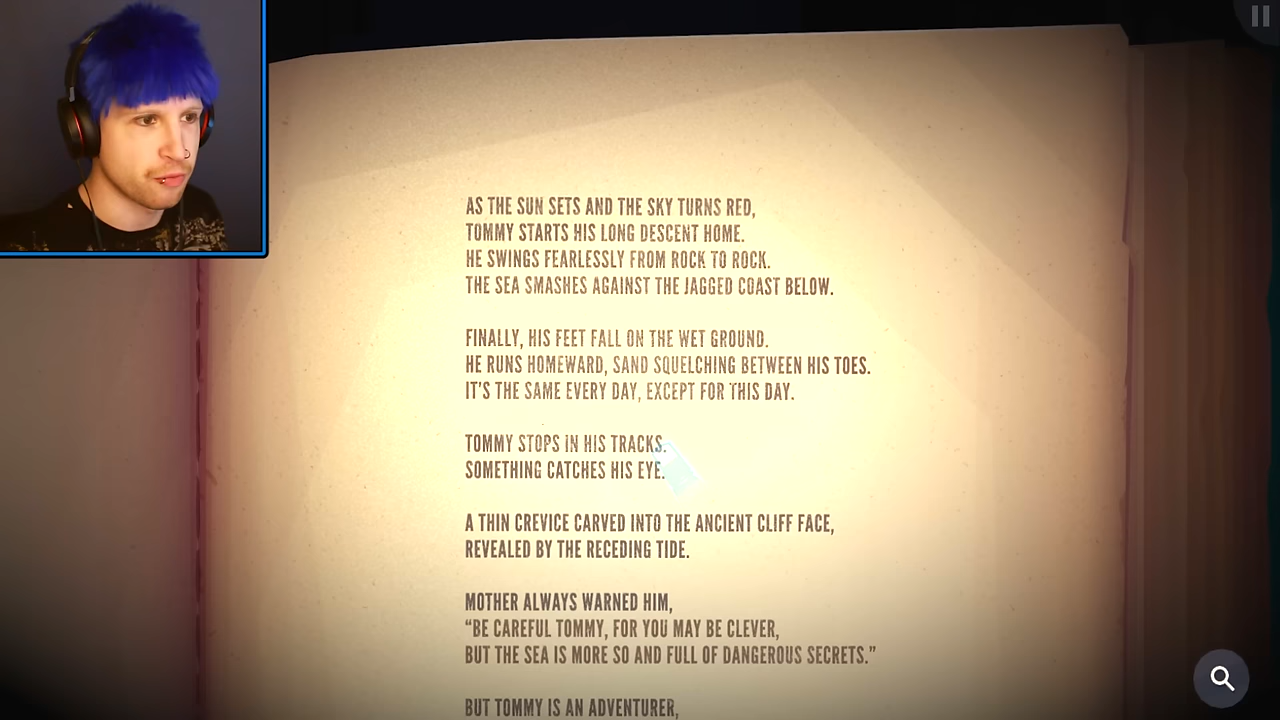 AS THE SUN SETS AND THE SKY TURNS RED,
TOMMY STARTS HIS LONG DESCENT HOME.
HE SWINGS FEARLESSLY FROM ROCK TO ROCK.
THE SEA SMASHES AGAINST THE JAGGED COAST BELOW.
FINALLY, HIS FEET FALL ON THE WET GROUND.
HE RUNS HOMEWARD, SAND SQUELCHING BETWEEN HIS TOES.
IT'S THE SAME EVERY DAY, EXCEPT FOR THIS DAY.
TOMMY STOPS IN HIS TRACKS.
SOMETHING CATCHES HIS EYE.
A THIN CREVICE CARVED INTO THE ANCIENT CLIFF FACE,
REVEALED BY THE RECEDING TIDE.
MOTHER ALWAYS WARNED HIM,
“BE CAREFUL TOMMY, FOR YOU MAY BE CLEVER,
BUT THE SEA IS MORE SO AND FULL OF DANGEROUS SECRETS.”
BUT TOMMY IS AN ADVENTURER,